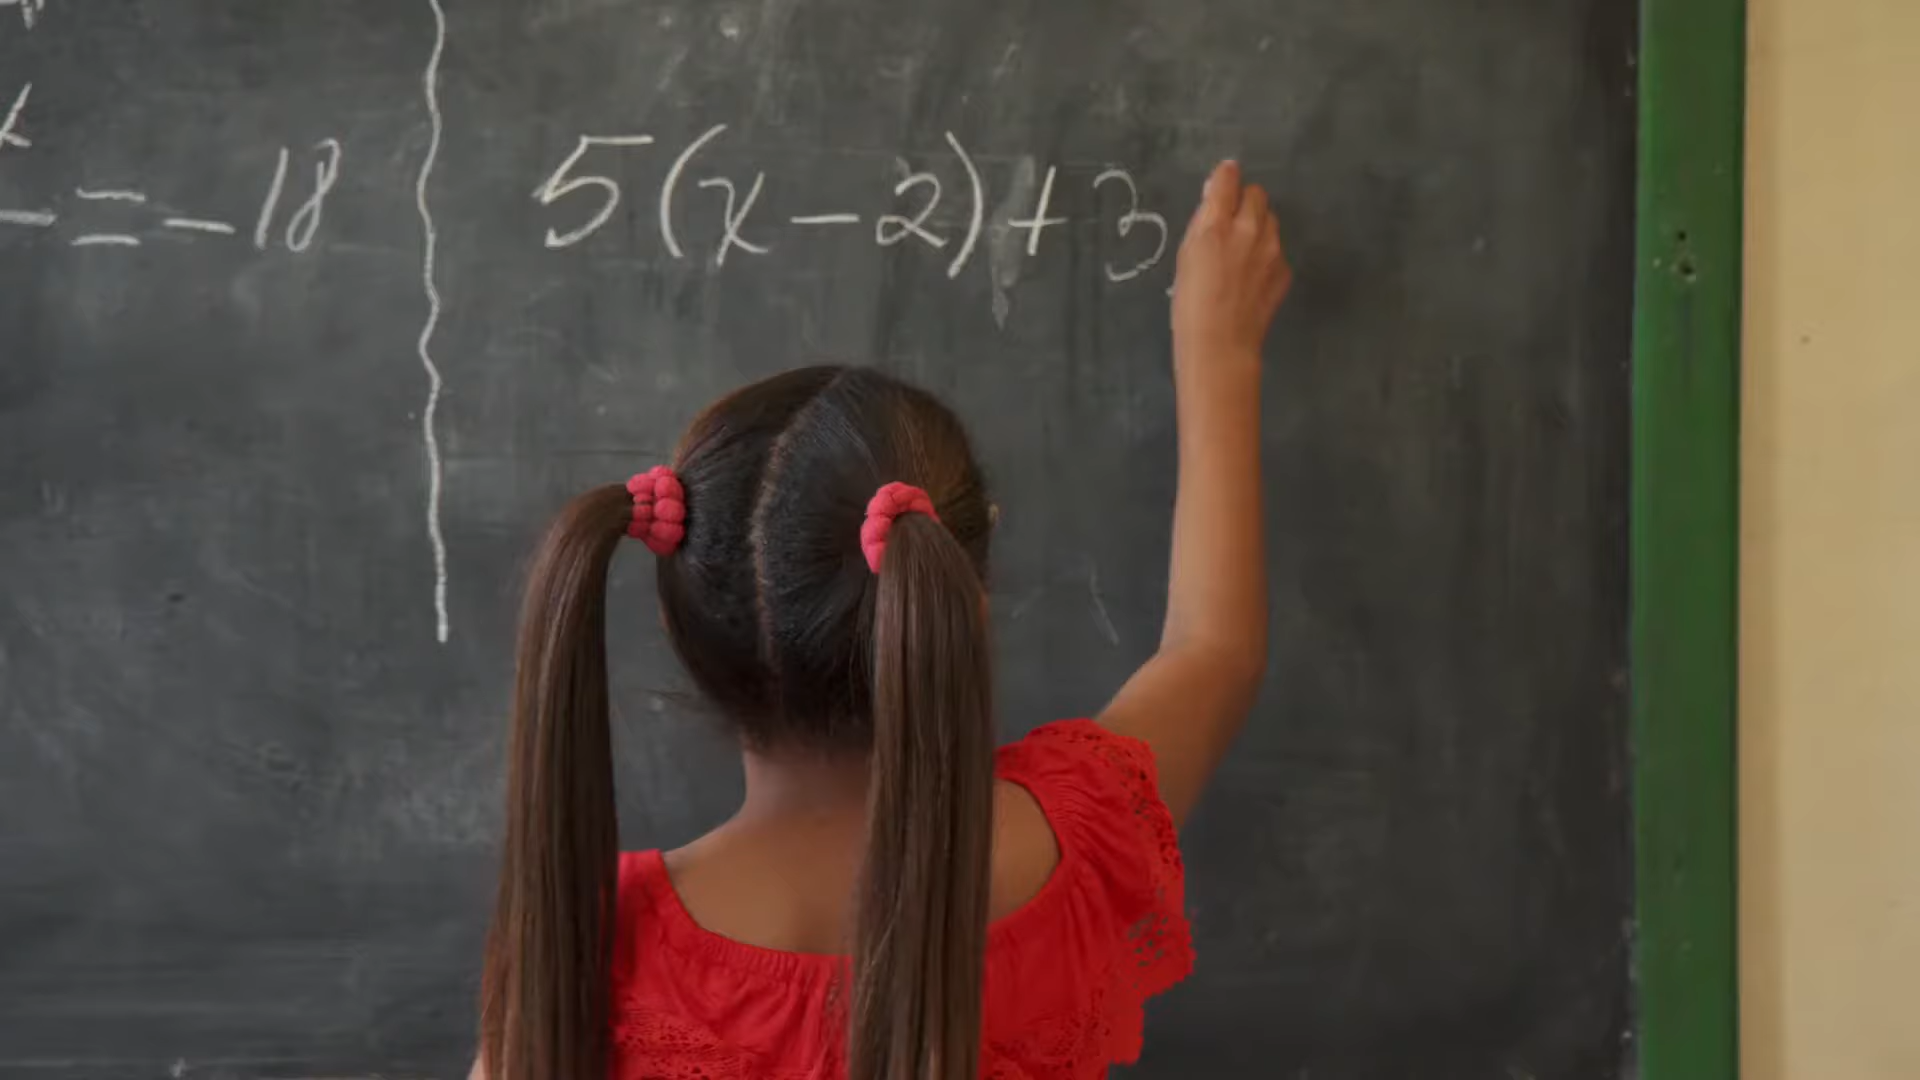 = -18
5(x-2)+3